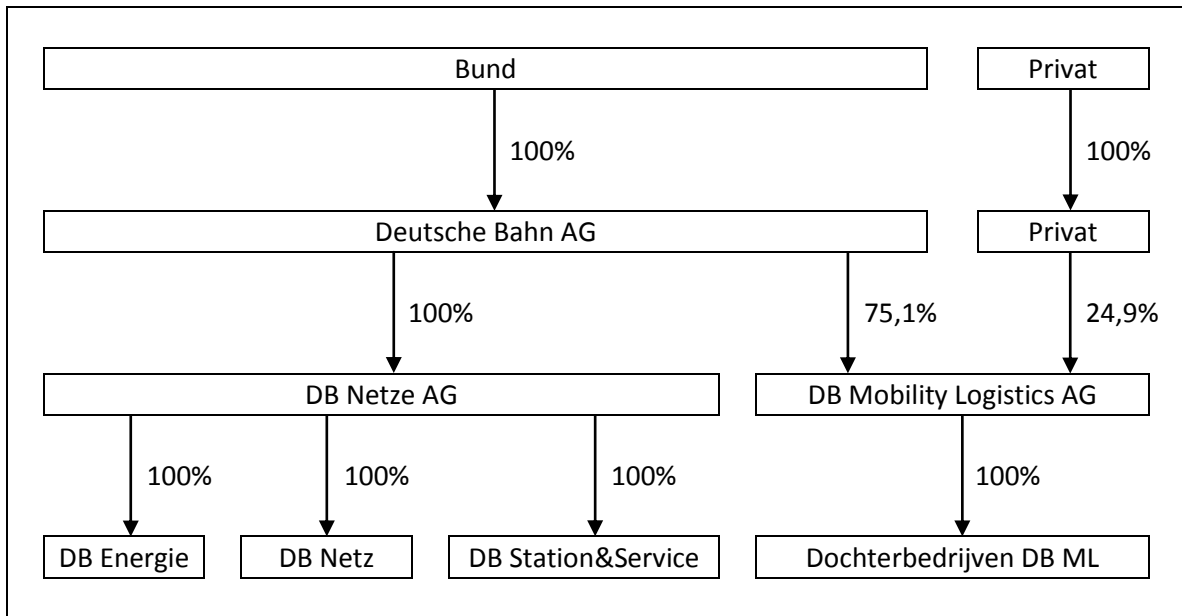 Bund
Privat
100%
100%
Deutsche Bahn AG
Privat
100%
75,1%
24,9%
DB Netze AG
DB Mobility Logistics AG
100%
100%
100%
100%
DB Energie
DB Netz
DB Station&Service
Dochterbedrijven DB ML